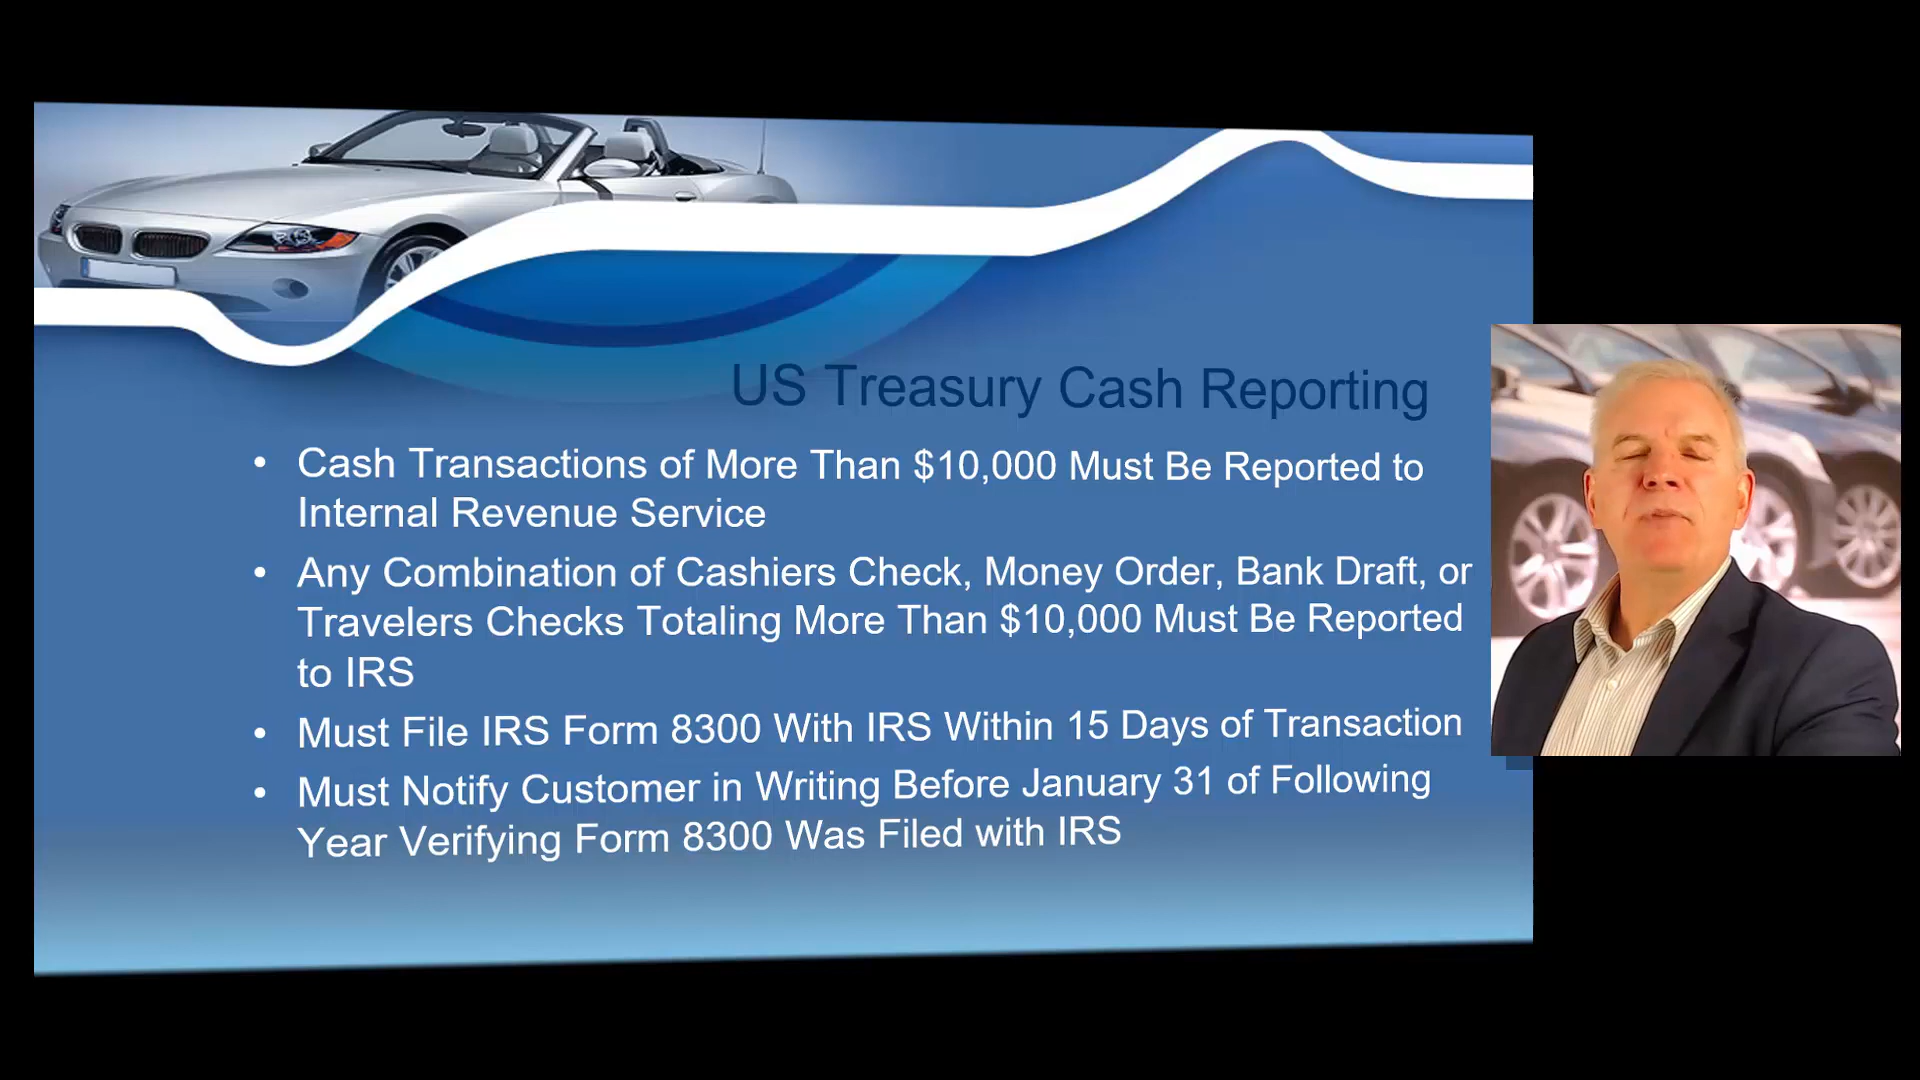 US Treasury Cash Reporting
• Cash Transactions of More Than $10,000 Must Be Reported to
Internal Revenue Service
• Any Combination of Cashiers Check, Money Order, Bank Draft, or
Travelers Checks Totaling More Than $10,000 Must Be Reported
to IRS
• Must File IRS Form 8300 With IRS Within 15 Days of Transaction
• Must Notify Customer in Writing Before January 31 of Following
Year Verifying Form 8300 Was Filed with IRS